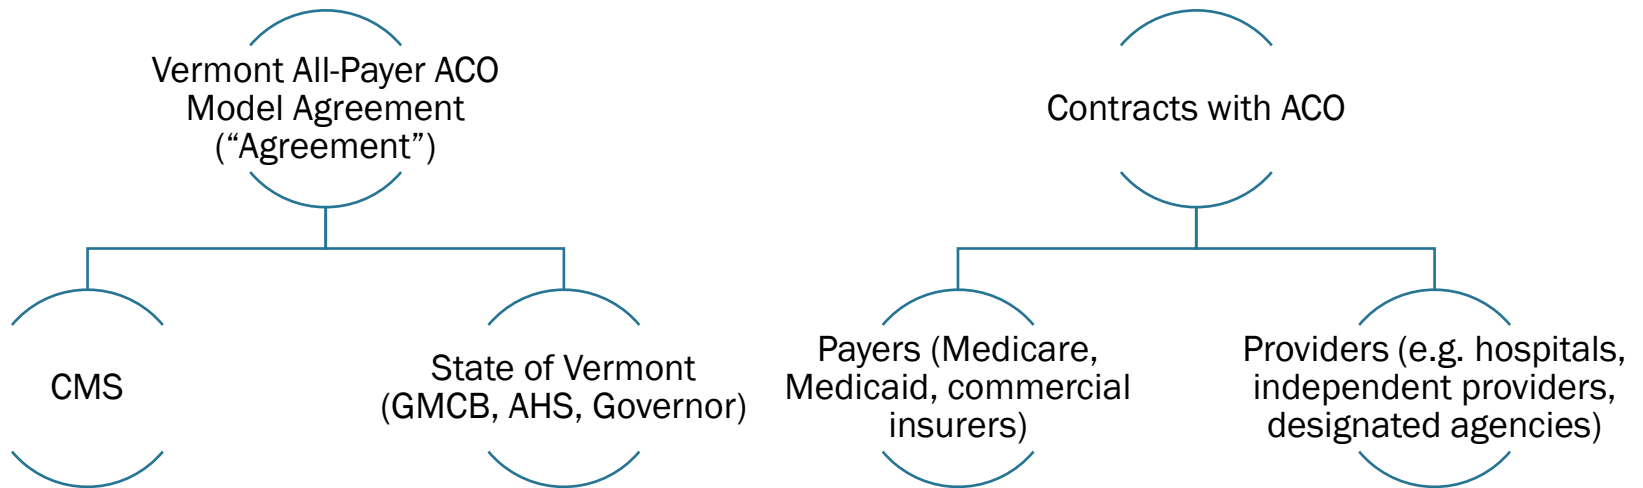 Vermont All-Payer ACO
Model Agreement
(“Agreement”)
Contracts with ACO
CMS
State of Vermont
(GMCB, AHS, Governor)
Payers (Medicare,
Medicaid, commercial
insurers)
Providers (e.g. hospitals,
independent providers,
designated agencies)